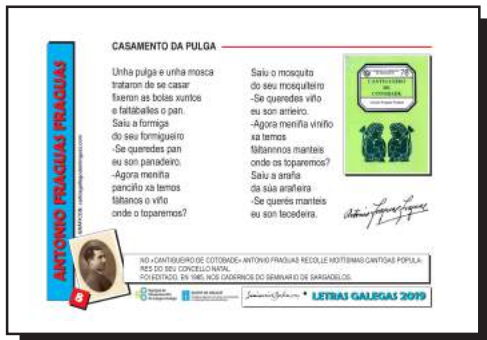 CASAMENTO DA PULGA
Unha pulga e unha mosca
trataron de se casar
fixeron as bolas xuntos
e faltáballes o pan.
Saíu a formiga
do seu formigueiro
-Se queredes pan
eu son panadeiro.
-Agora meniña
panciño xa temos
fáltanos o viño
onde o toparemos?
Saíu o mosquito
do seu mosquiteiro
-Se queredes viño
eu son arrieiro.
-Agora meniña viniño
xa temos
fáltannnos manteis
onde os toparemos?
Saíu a araña
da súa arañeira
-Se querés manteis
eu son tecedeira.
CANTIGUEIRO
DE
COTOBADE
ANTONIO FRAGUAS FRAGUAS
8
NO «CANTIGUEIRO DE COTOBADE» ANTONIO FRAGUAS RECOLLE MOITÍSIMAS CANTIGAS POPULA-
RES DO SEU CONCELLO NATAL.
FOI EDITADO, EN 1985, NOS CADERNOS DO SEMINARIO DE SARGADELOS.
* LETRAS GALEGAS 2019